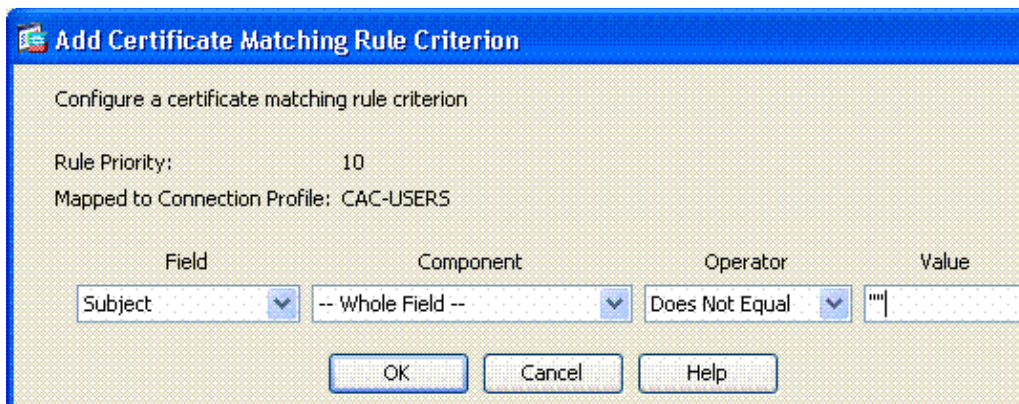 Add Certificate Matching Rule Criterion
Configure a certificate matching rule criterion
Rule Priority: 10
Mapped to Connection Profile: CAC-USERS
Field Component Operator Value
Subject -- Whole Field -- Does Not Equal ""
OK Cancel Help